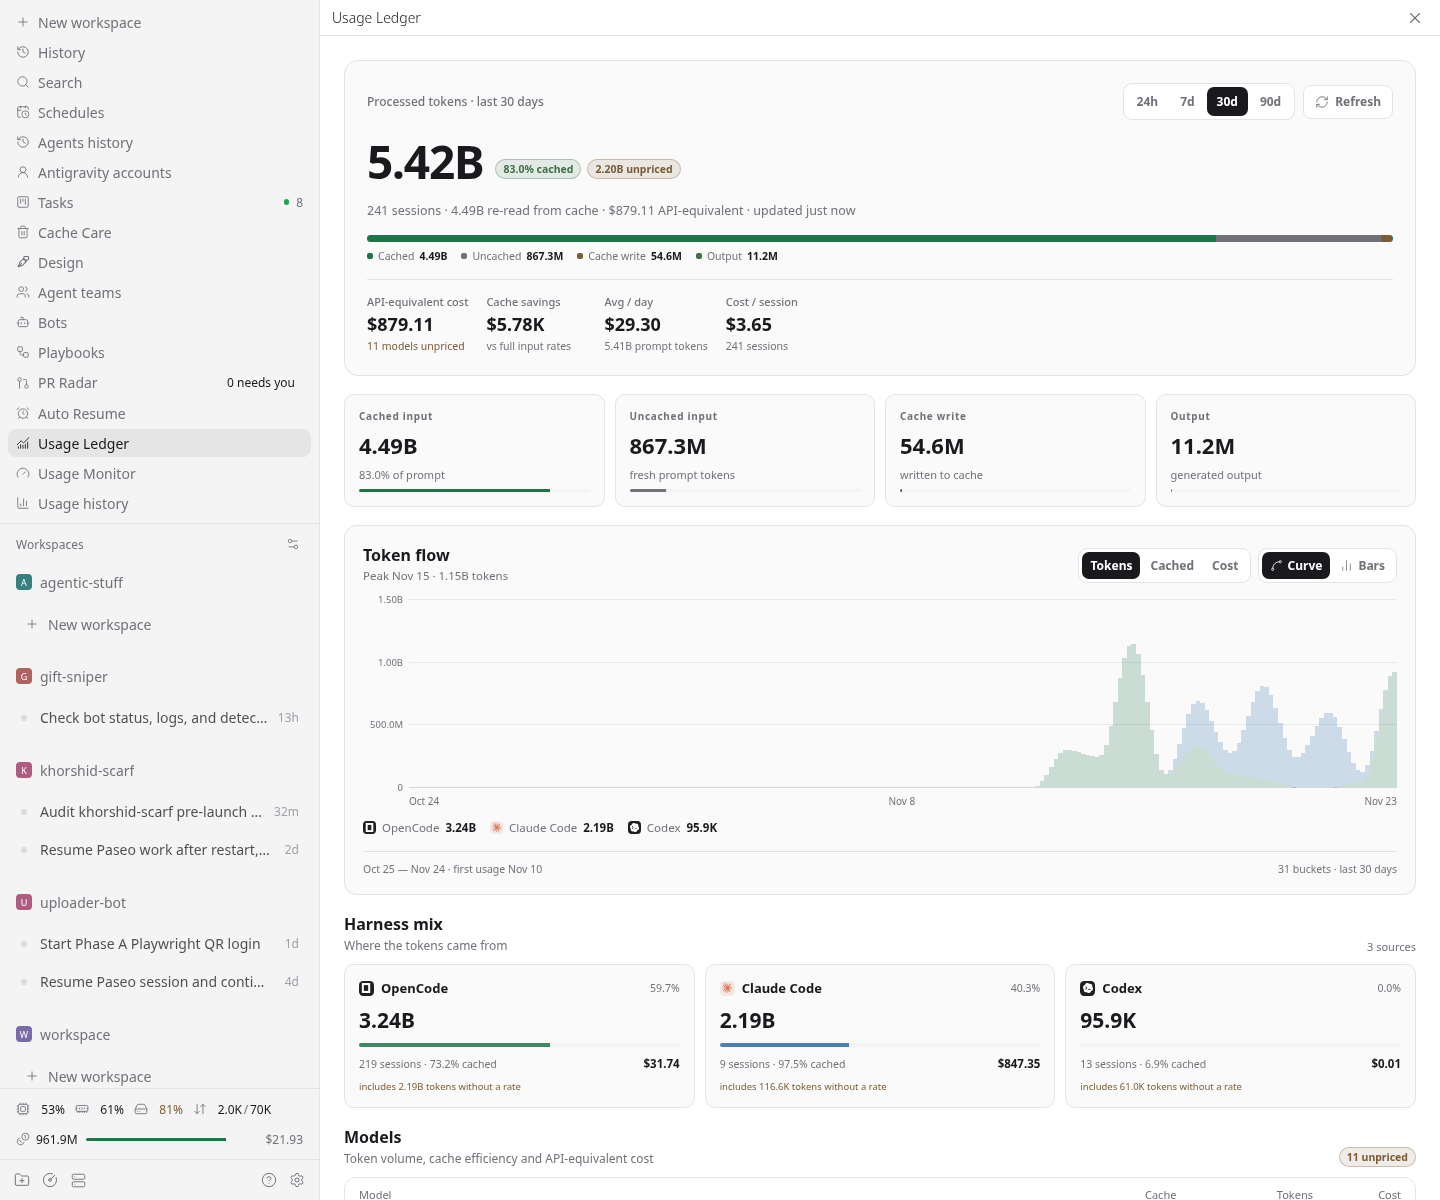 New workspace
History
Search
Schedules
Agents history
Antigravity accounts
Tasks 8
Cache Care
Design
Agent teams
Bots
Playbooks
PR Radar 0 needs you
Auto Resume
Usage Ledger
Usage Monitor
Usage history
Workspaces
A agentic-stuff
New workspace
G gift-sniper
Check bot status, logs, and detec... 13h
K khorshid-scarf
Audit khorshid-scarf pre-launch ... 32m
Resume Paseo work after restart,... 2d
U uploader-bot
Start Phase A Playwright QR login 1d
Resume Paseo session and conti... 4d
W workspace
New workspace
53% 61% 81% 2.0K/70K
961.9M $21.93
Usage Ledger
Processed tokens · last 30 days 24h 7d 30d 90d Refresh
5.42B 83.0% cached 2.20B unpriced
241 sessions · 4.49B re-read from cache · $879.11 API-equivalent · updated just now
Cached 4.49B Uncached 867.3M Cache write 54.6M Output 11.2M
API-equivalent cost Cache savings Avg / day Cost / session
$879.11 $5.78K $29.30 $3.65
11 models unpriced vs full input rates 5.41B prompt tokens 241 sessions
Cached input Uncached input Cache write Output
4.49B 867.3M 54.6M 11.2M
83.0% of prompt fresh prompt tokens written to cache generated output
Token flow
Peak Nov 15 · 1.15B tokens
Tokens Cached Cost Curve Bars
1.50B
1.00B
500.0M
0
Oct 24 Nov 8 Nov 23
OpenCode 3.24B Claude Code 2.19B Codex 95.9K
Oct 25 — Nov 24 · first usage Nov 10 31 buckets · last 30 days
Harness mix
Where the tokens came from 3 sources
OpenCode 59.7% Claude Code 40.3% Codex 0.0%
3.24B 2.19B 95.9K
219 sessions · 73.2% cached $31.74 9 sessions · 97.5% cached $847.35 13 sessions · 6.9% cached $0.01
includes 2.19B tokens without a rate includes 116.6K tokens without a rate includes 61.0K tokens without a rate
Models
Token volume, cache efficiency and API-equivalent cost 11 unpriced
Model Cache Tokens Cost